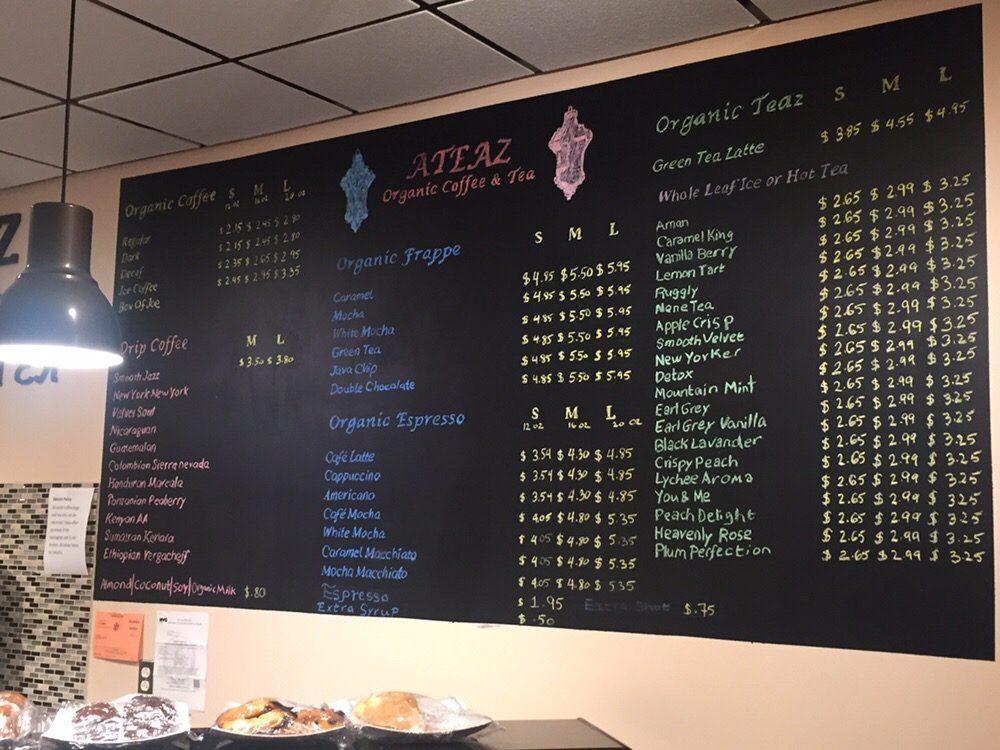 ATEAZ
Organic Coffee & Tea
Organic Coffee S M L
12 oz 16 oz 20 oz
Regular $2.15 $2.45 $2.80
Dark $2.15 $2.45 $2.80
Decaf $2.35 $2.65 $2.95
Ice Coffee $2.45 $2.95 $3.35
Box Of Joe
Drip Coffee M L
$3.50 $3.80
Smooth Jazz
New York New York
Velvet Soul
Nicaraguan
Guatemalan
Colombian Sierra nevada
Honduran Marcala
Tanzanian Peaberry
Kenyan AA
Sumatran
Ethiopian
Almond/Coconut/Soy/Organic Milk $.80
Organic Frappe S M L
Caramel $4.85 $5.50 $5.95
Mocha $4.85 $5.50 $5.95
White Mocha $4.85 $5.50 $5.95
Green Tea $4.85 $5.50 $5.95
Java Chip $4.85 $5.50 $5.95
Double Chocolate $4.85 $5.50 $5.95
Organic Espresso S M L
12 oz 16 oz 20 oz
Café Latte $3.54 $4.30 $4.85
Cappuccino $3.54 $4.30 $4.85
Americano $3.54 $4.30 $4.85
Café Mocha $4.05 $4.80 $5.35
White Mocha $4.05 $4.80 $5.35
Caramel Macchiato $4.05 $4.80 $5.35
Mocha Macchiato $4.05 $4.80 $5.35
Espresso $1.95 Extra Shot $.75
Extra Syrup $.50
Organic Teaz S M L
Green Tea Latte $3.85 $4.55 $4.95
Whole Leaf Ice or Hot Tea
Aman $2.65 $2.99 $3.25
Caramel King $2.65 $2.99 $3.25
Vanilla Berry $2.65 $2.99 $3.25
Lemon Tart $2.65 $2.99 $3.25
Ruggly $2.65 $2.99 $3.25
Nane Tea $2.65 $2.99 $3.25
Apple Crisp $2.65 $2.99 $3.25
Smooth Velvet $2.65 $2.99 $3.25
New Yorker $2.65 $2.99 $3.25
Detox $2.65 $2.99 $3.25
Mountain Mint $2.65 $2.99 $3.25
Earl Grey $2.65 $2.99 $3.25
Earl Grey Vanilla $2.65 $2.99 $3.25
Black Lavander $2.65 $2.99 $3.25
Crispy Peach $2.65 $2.99 $3.25
Lychee Aroma $2.65 $2.99 $3.25
You & Me $2.65 $2.99 $3.25
Peach Delight $2.65 $2.99 $3.25
Heavenly Rose $2.65 $2.99 $3.25
Plum Perfection $2.65 $2.99 $3.25
Z
NYC